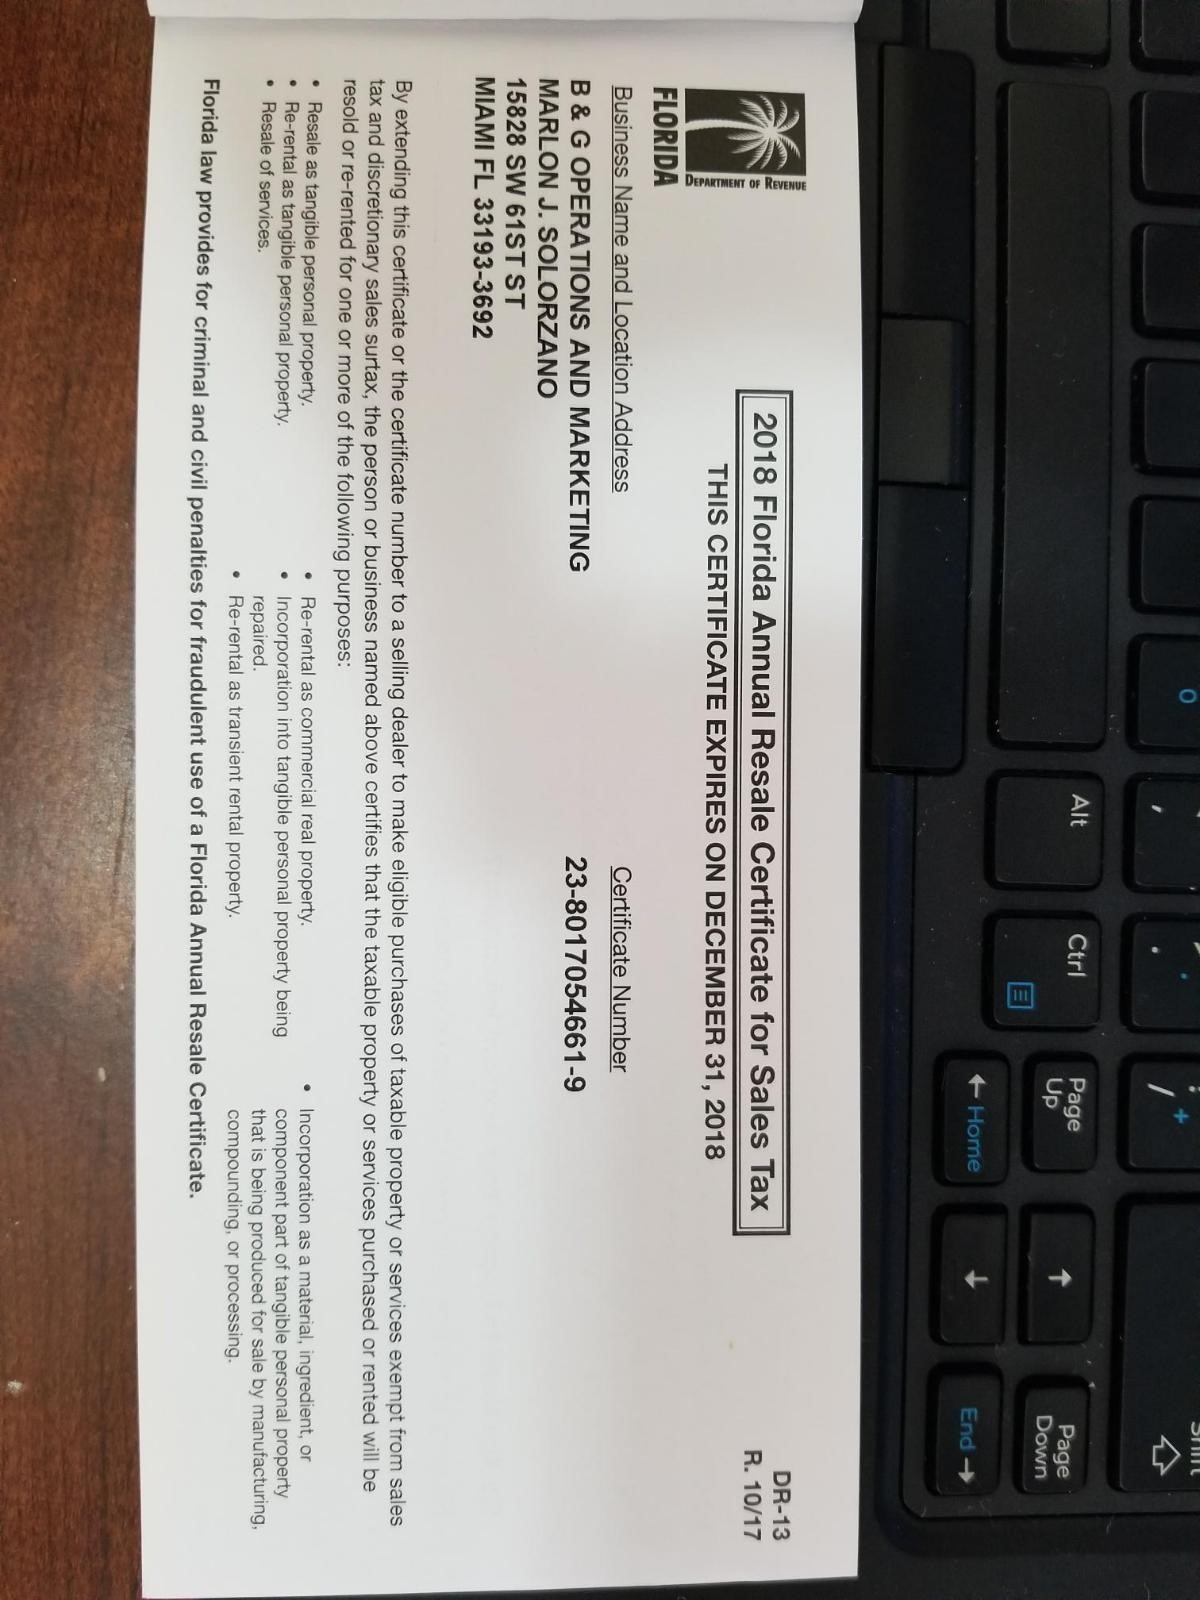 FLORIDA
DEPARTMENT OF REVENUE
2018 Florida Annual Resale Certificate for Sales Tax
THIS CERTIFICATE EXPIRES ON DECEMBER 31, 2018
DR-13
R. 10/17
Business Name and Location Address
Certificate Number
B & G OPERATIONS AND MARKETING
23-8017054661-9
MARLON J. SOLORZANO
15828 SW 61ST ST
MIAMI FL 33193-3692
By extending this certificate or the certificate number to a selling dealer to make eligible purchases of taxable property or services exempt from sales
tax and discretionary sales surtax, the person or business named above certifies that the taxable property or services purchased or rented will be
resold or re-rented for one or more of the following purposes:
• Resale as tangible personal property.
• Re-rental as tangible personal property.
• Resale of services.
• Re-rental as commercial real property.
• Incorporation into tangible personal property being
repaired.
• Re-rental as transient rental property.
• Incorporation as a material, ingredient, or
component part of tangible personal property
that is being produced for sale by manufacturing,
compounding, or processing.
Florida law provides for criminal and civil penalties for fraudulent use of a Florida Annual Resale Certificate.
Alt
Ctrl
Page
Up
← Home
↑
↓
Page
Down
End →
Shift
o
,
.
/ +